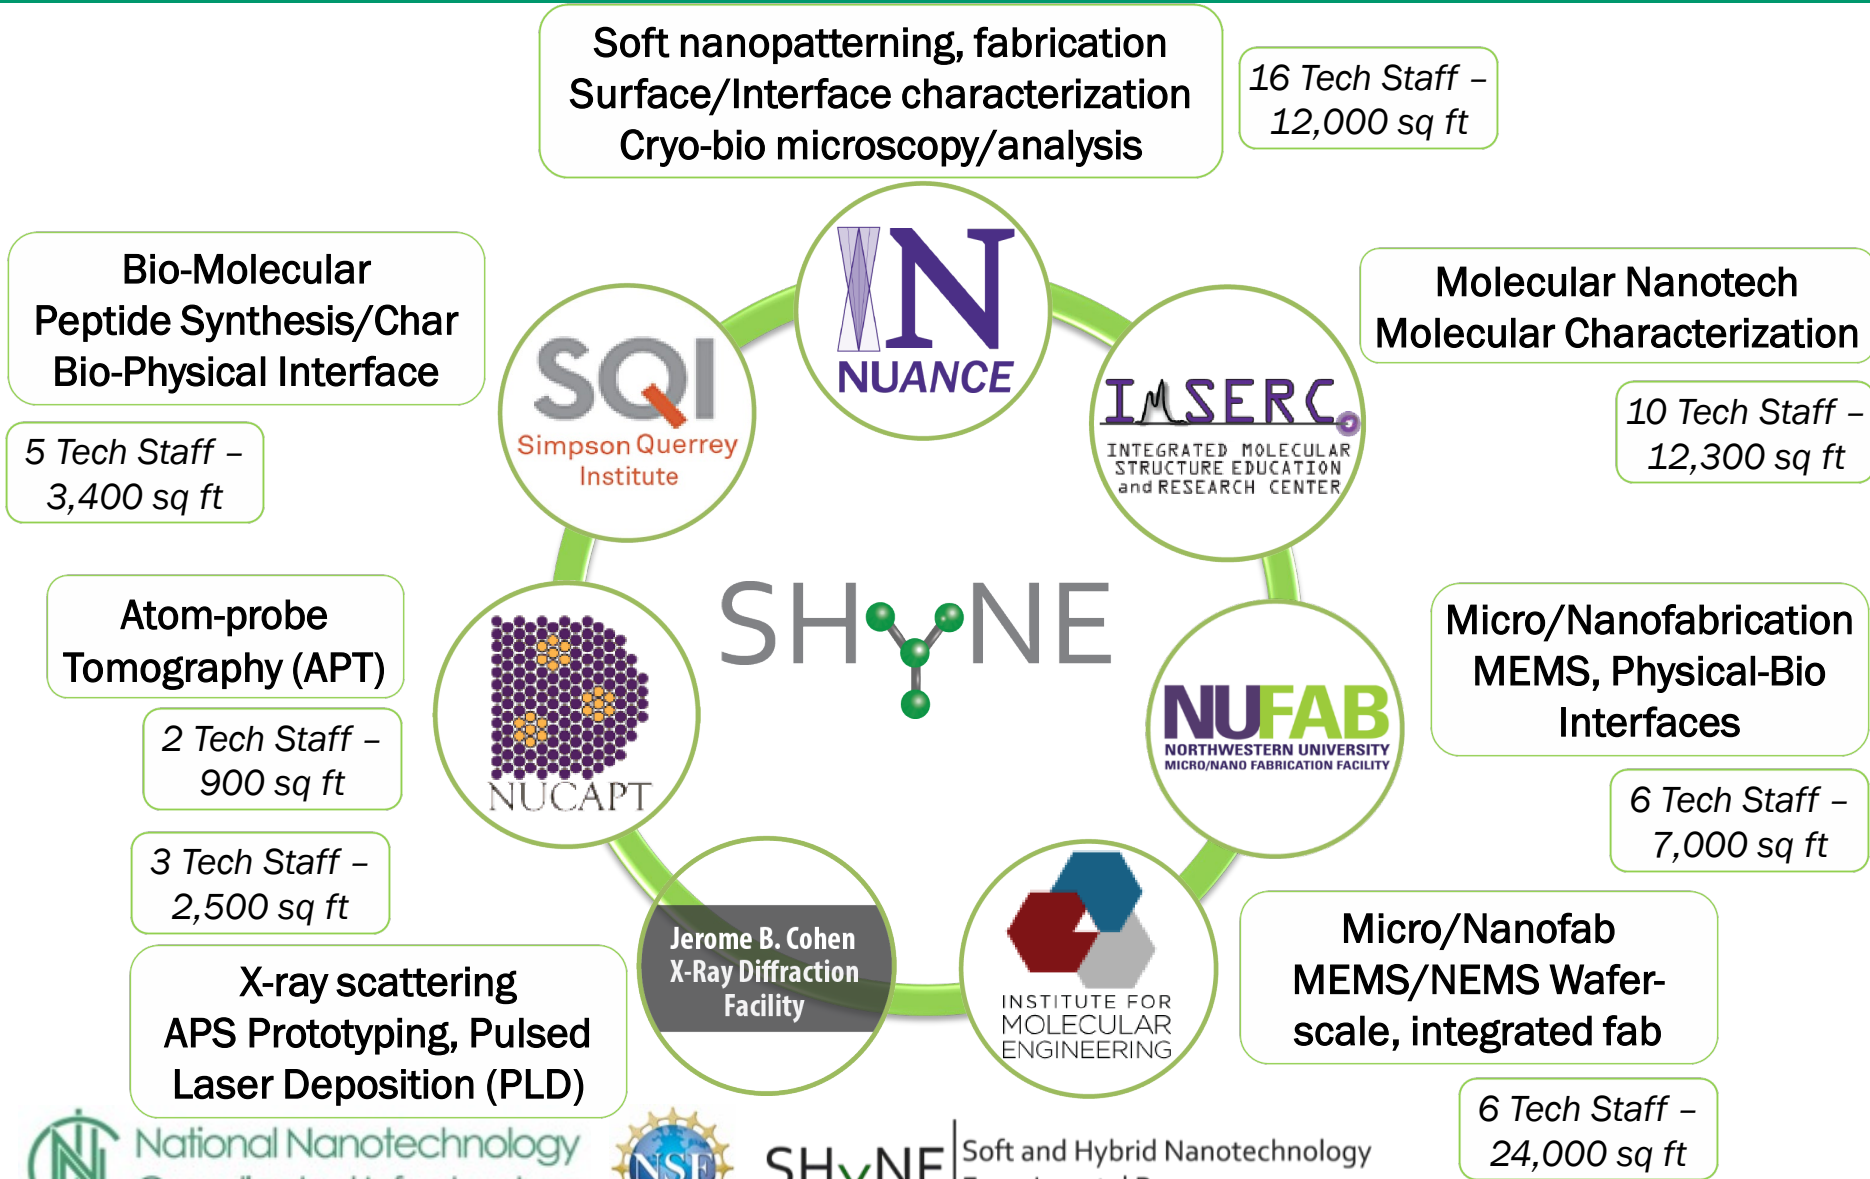 Soft nanopatterning, fabrication
Surface/Interface characterization
Cryo-bio microscopy/analysis
16 Tech Staff –
12,000 sq ft
Bio-Molecular
Peptide Synthesis/Char
Bio-Physical Interface
5 Tech Staff –
3,400 sq ft
SQI
Simpson Querrey
Institute
N
NUANCE
IMSERC
INTEGRATED MOLECULAR
STRUCTURE EDUCATION
and RESEARCH CENTER
Molecular Nanotech
Molecular Characterization
10 Tech Staff –
12,300 sq ft
SHyNE
Atom-probe
Tomography (APT)
2 Tech Staff –
900 sq ft
NUCAPT
NUFAB
NORTHWESTERN UNIVERSITY
MICRO/NANO FABRICATION FACILITY
Micro/Nanofabrication
MEMS, Physical-Bio
Interfaces
6 Tech Staff –
7,000 sq ft
3 Tech Staff –
2,500 sq ft
X-ray scattering
APS Prototyping, Pulsed
Laser Deposition (PLD)
Jerome B. Cohen
X-Ray Diffraction
Facility
INSTITUTE FOR
MOLECULAR
ENGINEERING
Micro/Nanofab
MEMS/NEMS Wafer-
scale, integrated fab
6 Tech Staff –
24,000 sq ft
National Nanotechnology
NSF
SHyNE
Soft and Hybrid Nanotechnology